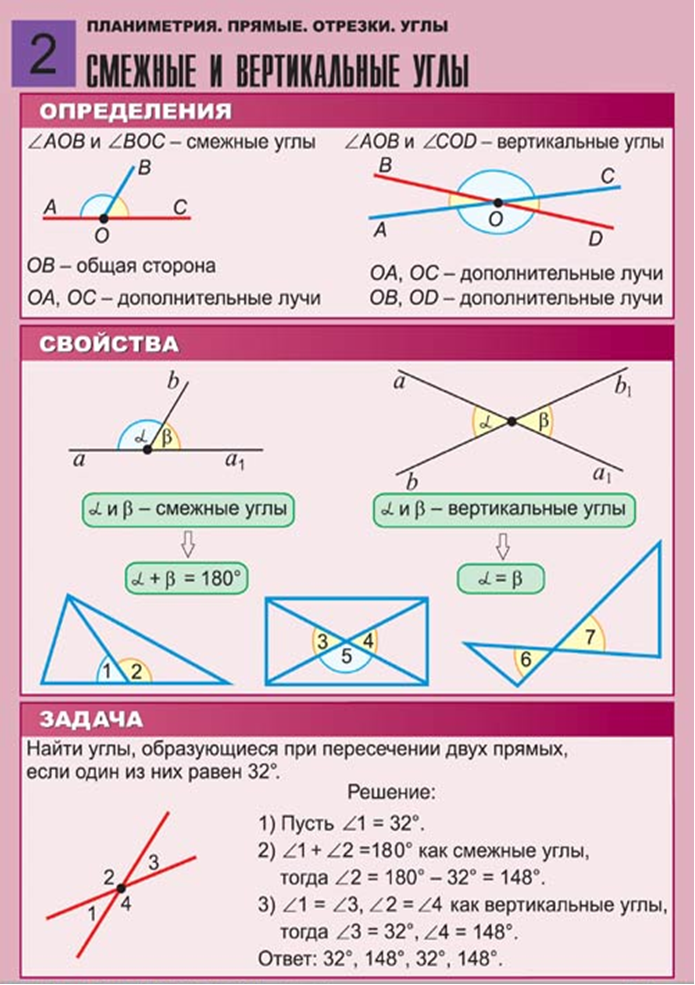 ПЛАНИМЕТРИЯ. ПРЯМЫЕ. ОТРЕЗКИ. УГЛЫ
2
СМЕЖНЫЕ И ВЕРТИКАЛЬНЫЕ УГЛЫ
ОПРЕДЕЛЕНИЯ
∠AOB и ∠BOC – смежные углы
B
A
C
O
OB – общая сторона
OA, OC – дополнительные лучи
∠AOB и ∠COD – вертикальные углы
B
C
A
O
D
OA, OC – дополнительные лучи
OB, OD – дополнительные лучи
СВОЙСТВА
b
α β
a
a₁
α и β – смежные углы
α + β = 180°
a
b₁
α β
b
a₁
α и β – вертикальные углы
α = β
1 2
3 4
5
6 7
ЗАДАЧА
Найти углы, образующиеся при пересечении двух прямых,
если один из них равен 32°.
2 3
1 4
Решение:
1) Пусть ∠1 = 32°.
2) ∠1 + ∠2 =180° как смежные углы,
тогда ∠2 = 180° – 32° = 148°.
3) ∠1 = ∠3, ∠2 = ∠4 как вертикальные углы,
тогда ∠3 = 32°, ∠4 = 148°.
Ответ: 32°, 148°, 32°, 148°.